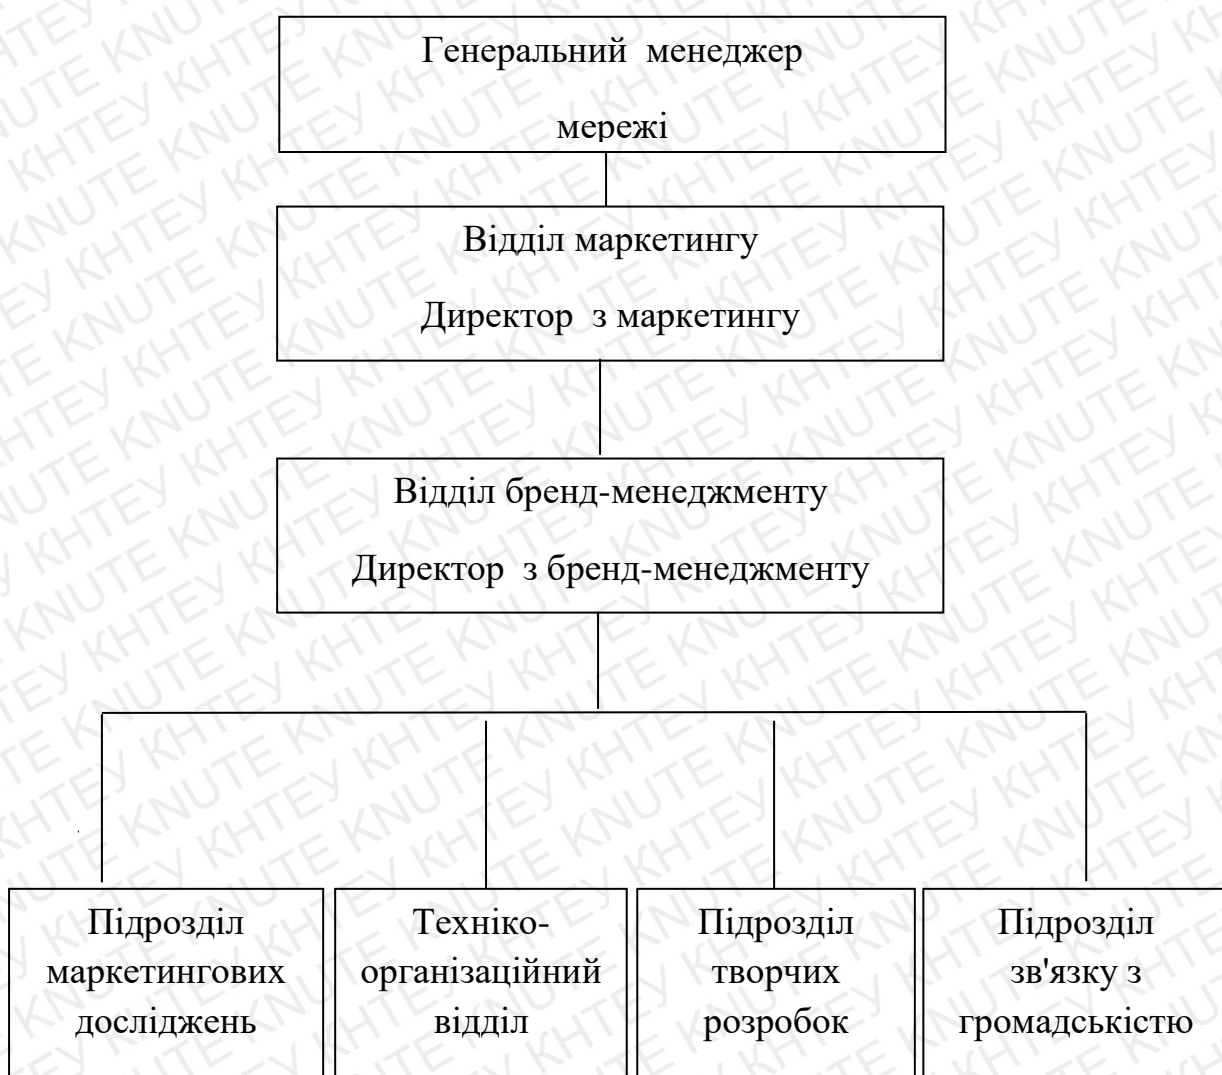 Генеральний менеджер
мережі
Відділ маркетингу
Директор з маркетингу
Відділ бренд-менеджменту
Директор з бренд-менеджменту
Підрозділ
маркетингових
досліджень
Техніко-
організаційний
відділ
Підрозділ
творчих
розробок
Підрозділ
зв'язку з
громадськістю